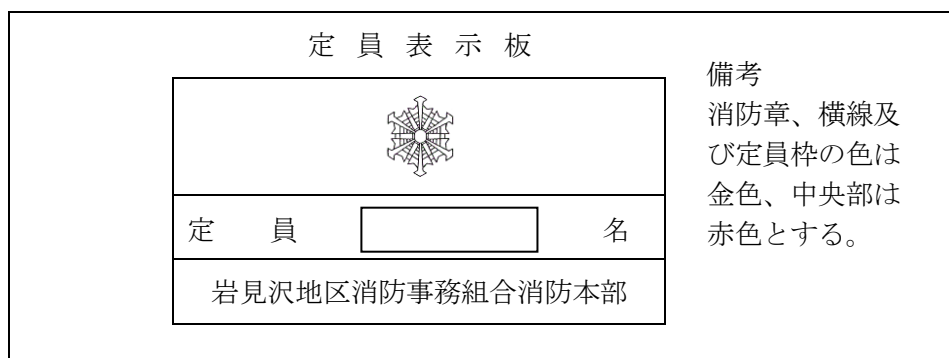 定員表示板
定員 名
岩見沢地区消防事務組合消防本部
備考
消防章、横線及
び定員枠の色は
金色、中央部は
赤色とする。